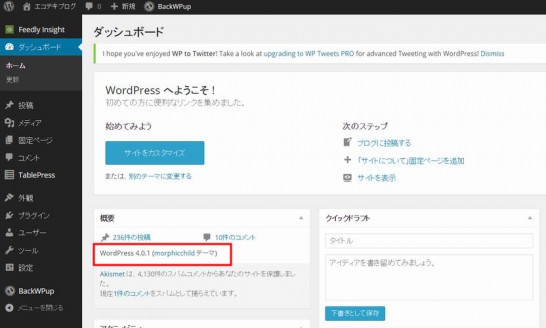 エコテキブログ 0 + 新規 BackWPup
Feedly Insight
ダッシュボード
ホーム
更新
投稿
メディア
固定ページ
コメント
TablePress
外観
プラグイン
ユーザー
ツール
設定
BackWPup
メニューを閉じる
ダッシュボード
I hope you've enjoyed WP to Twitter! Take a look at upgrading to WP Tweets PRO for advanced Tweeting with WordPress! Dismiss
WordPress へようこそ !
初めての方に便利なリンクを集めました。
始めてみよう
サイトをカスタマイズ
または、別のテーマに変更する
次のステップ
ブログに投稿する
「サイトについて」固定ページを追加
サイトを表示
概要
236件の投稿 10件のコメント
WordPress 4.0.1 (morphicchild テーマ)
Akismet は、4,130件のスパムコメントからあなたのサイトを保護しまし
た。
現在1件のコメントをスパムとして捕らえています。
クイックドラフト
タイトル
アイディアを書き留めてみましょう。
下書きとして保存